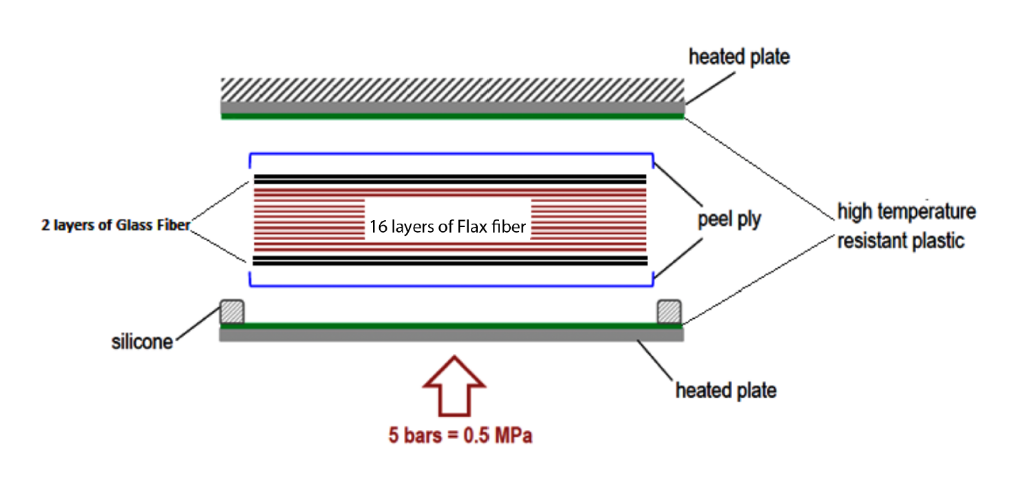 heated plate
2 layers of Glass Fiber
16 layers of Flax fiber
peel ply
high temperature
resistant plastic
silicone
heated plate
5 bars = 0.5 MPa